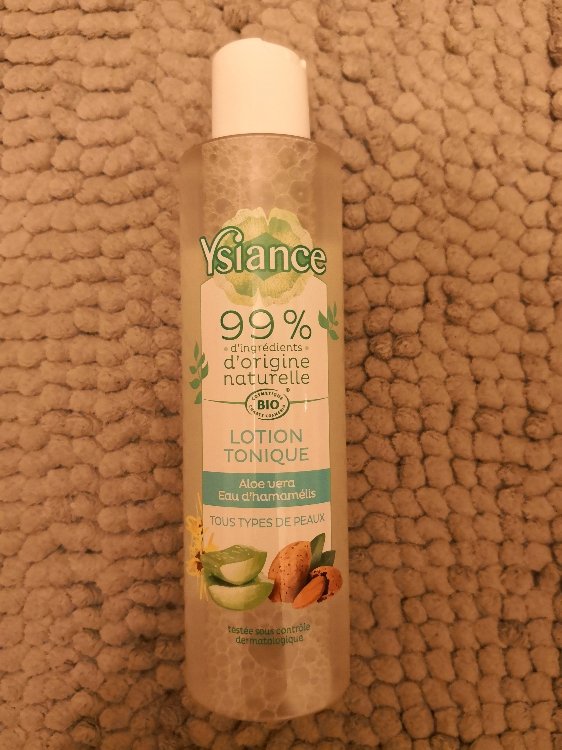 Ysiance
99 %
d'ingrédients
d'origine
naturelle
COSMÉTIQUE
BIO
®
LOTION
TONIQUE
Aloe vera
Eau d'hamamélis
TOUS TYPES DE PEAUX
testée sous contrôle
dermatologique